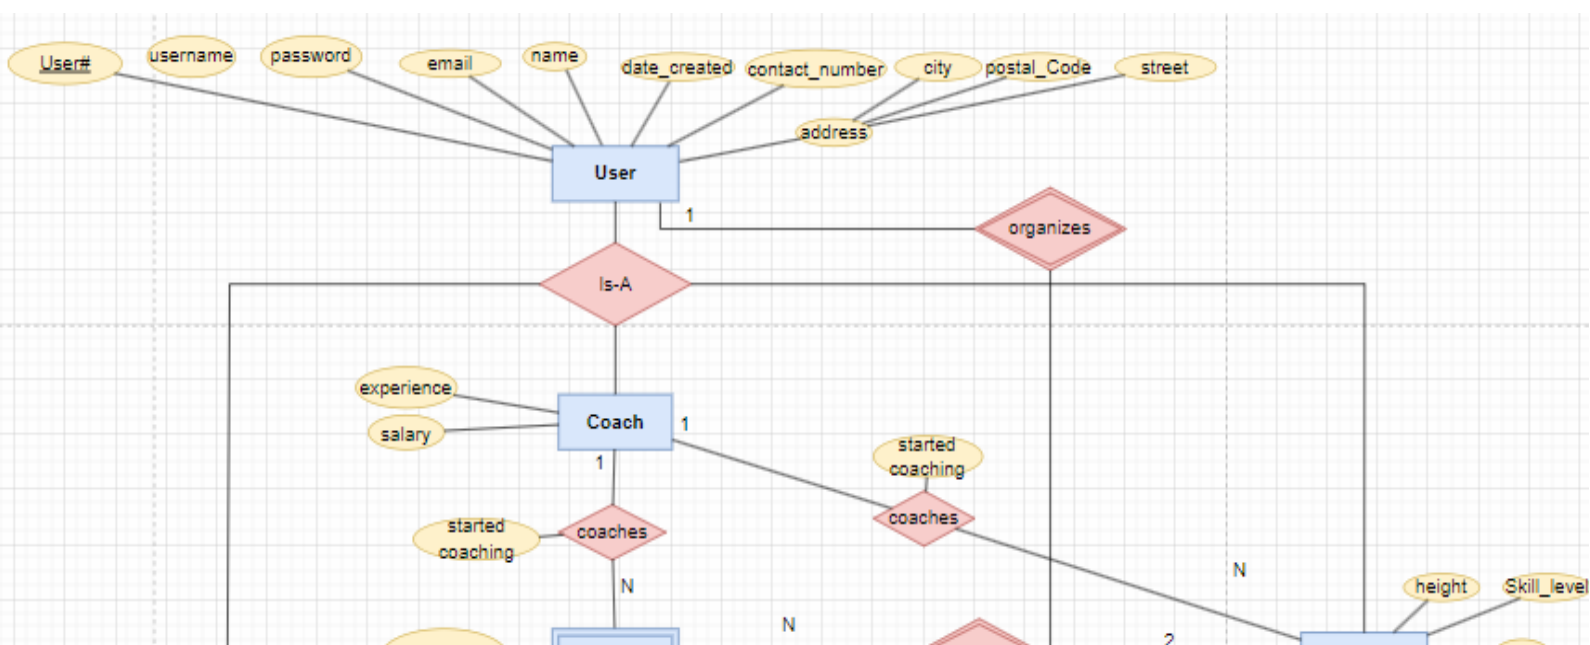 User#
username
password
email
name
date_created
contact_number
city
postal_Code
street
address
User
1
organizes
Is-A
experience
salary
Coach
1
1
started
coaching
coaches
started
coaching
coaches
N
N
N
2
height
Skill_level